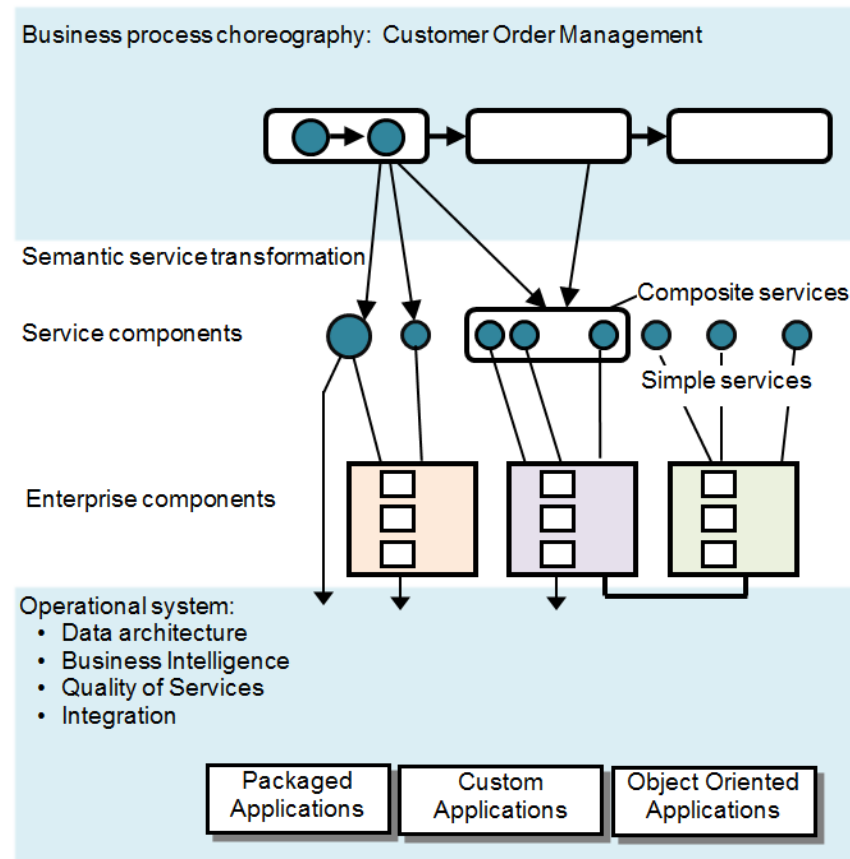 Business process choreography: Customer Order Management
Semantic service transformation
Composite services
Service components
Simple services
Enterprise components
Operational system:
• Data architecture
• Business Intelligence
• Quality of Services
• Integration
Packaged
Applications
Custom
Applications
Object Oriented
Applications